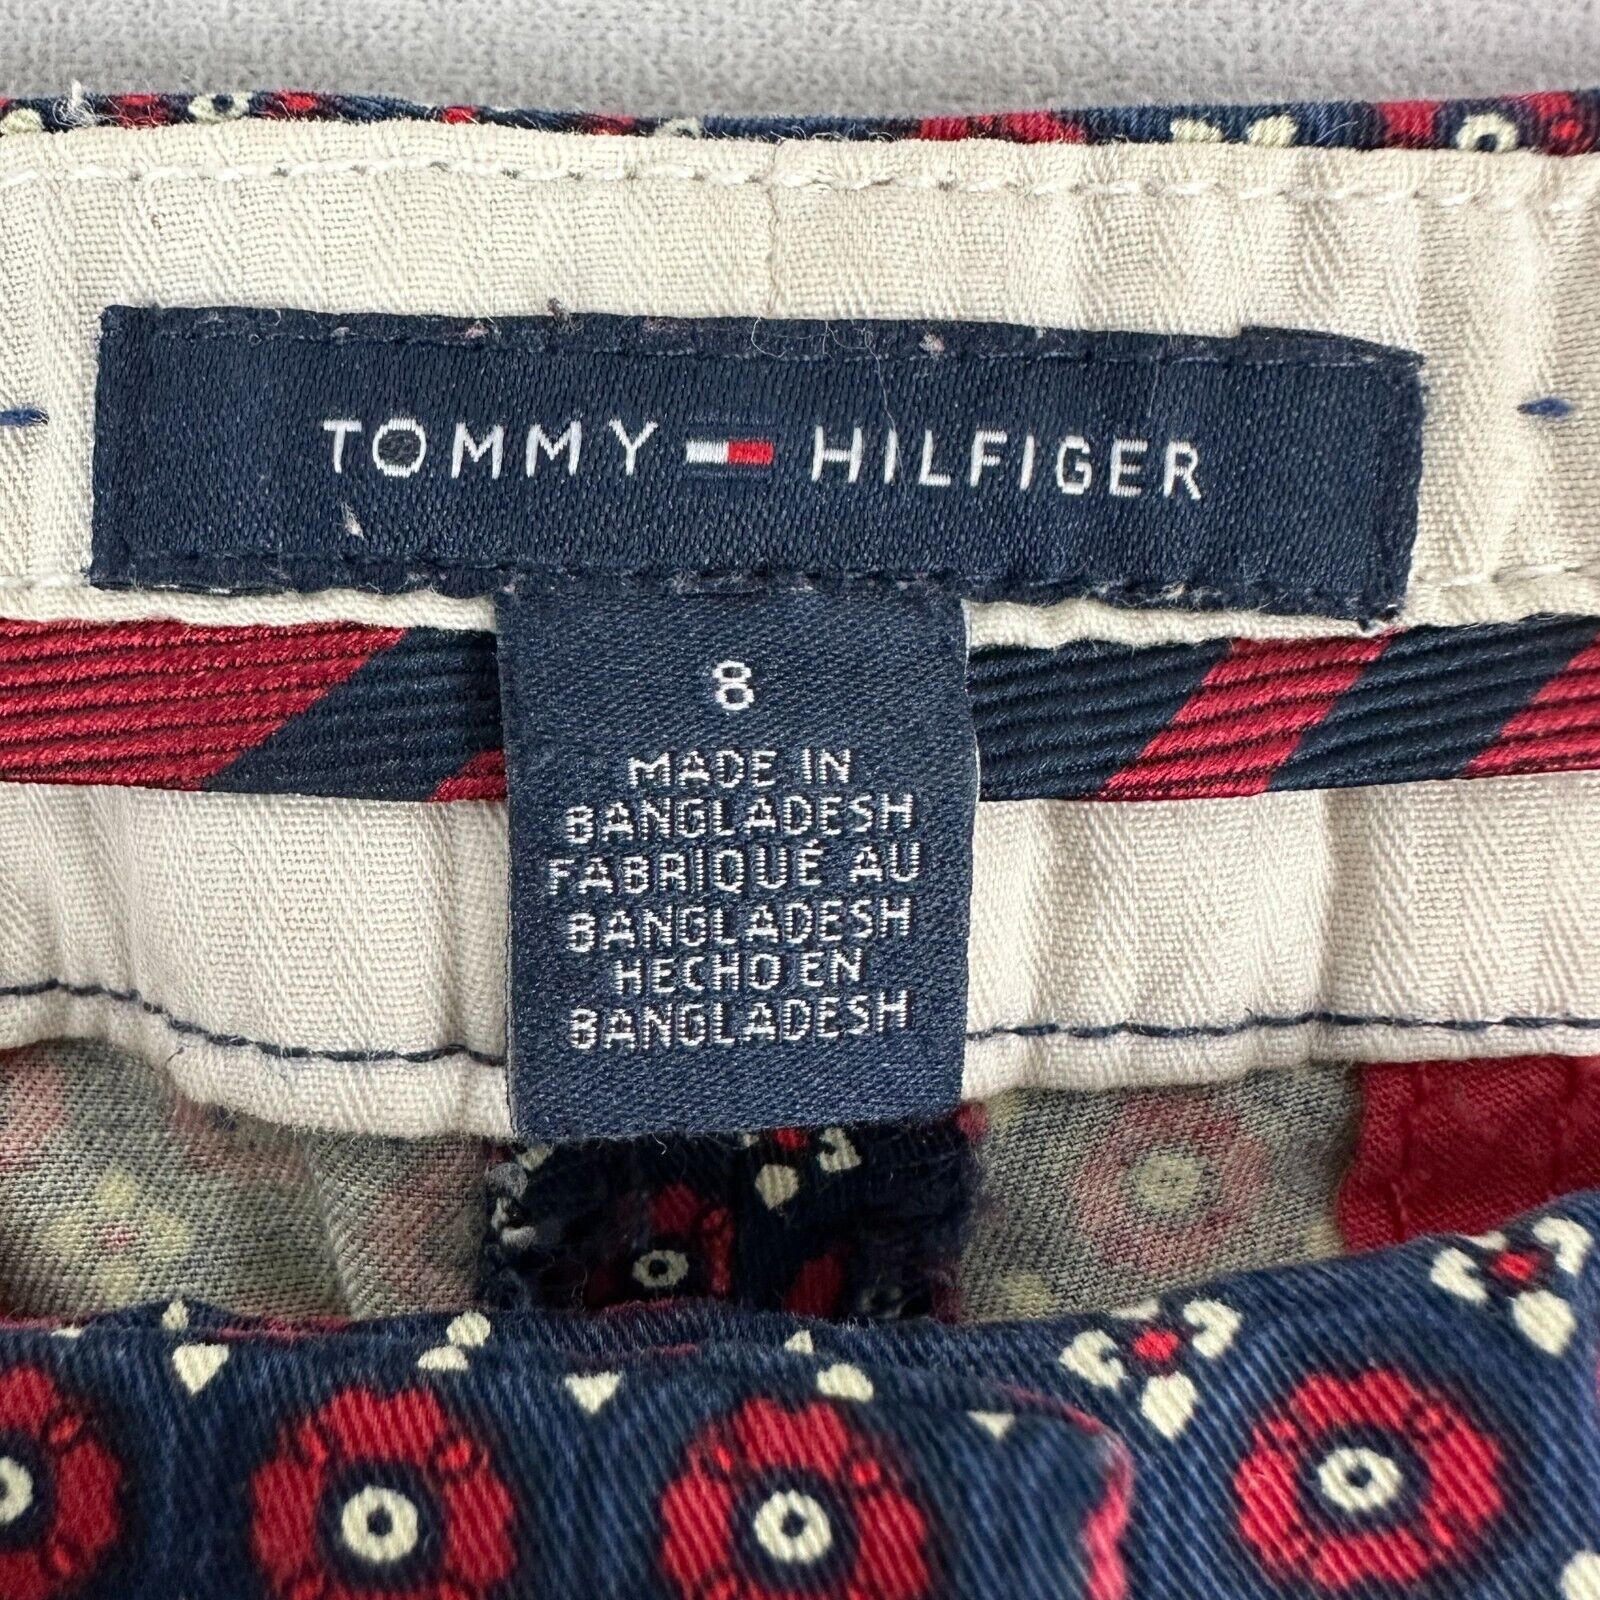 TOMMY HILFIGER
8
MADE IN
BANGLADESH
FABRIQUÉ AU
BANGLADESH
HECHO EN
BANGLADESH